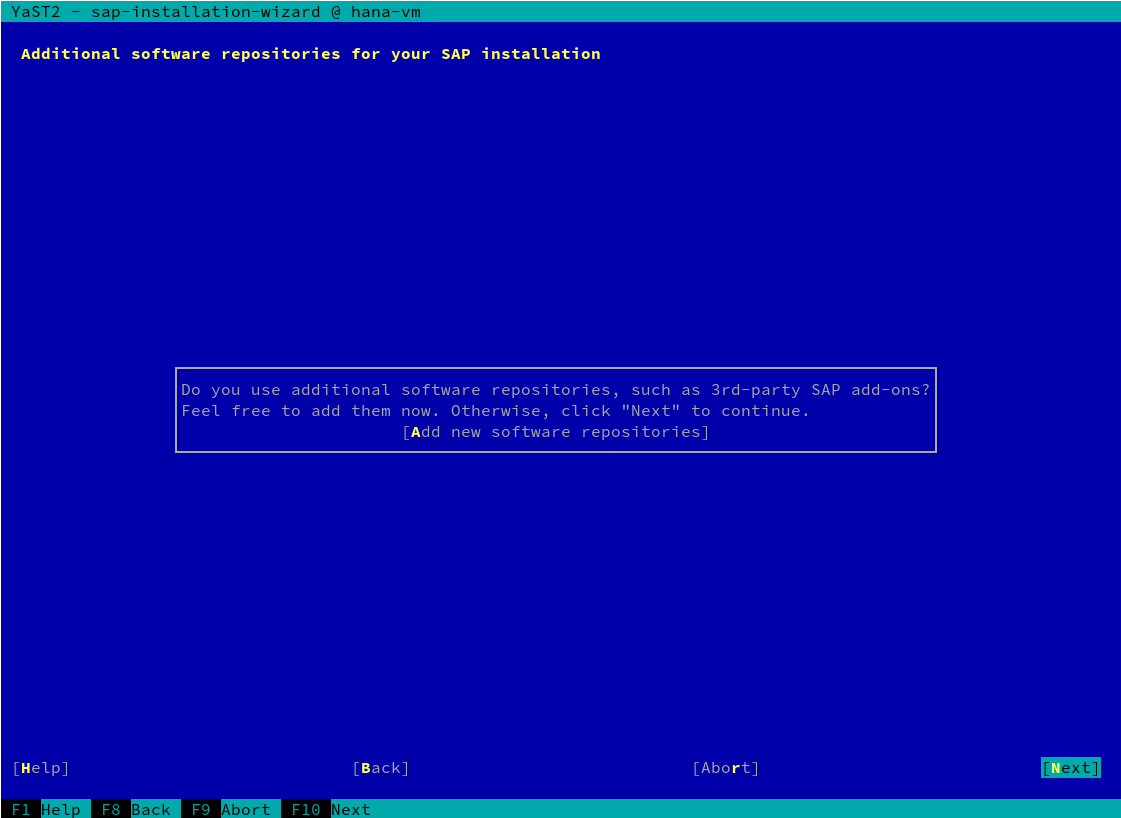 YaST2 - sap-installation-wizard @ hana-vm
Additional software repositories for your SAP installation
Do you use additional software repositories, such as 3rd-party SAP add-ons?
Feel free to add them now. Otherwise, click "Next" to continue.
[Add new software repositories]
[Help] [Back] [Abort] [Next]
F1 Help F8 Back F9 Abort F10 Next